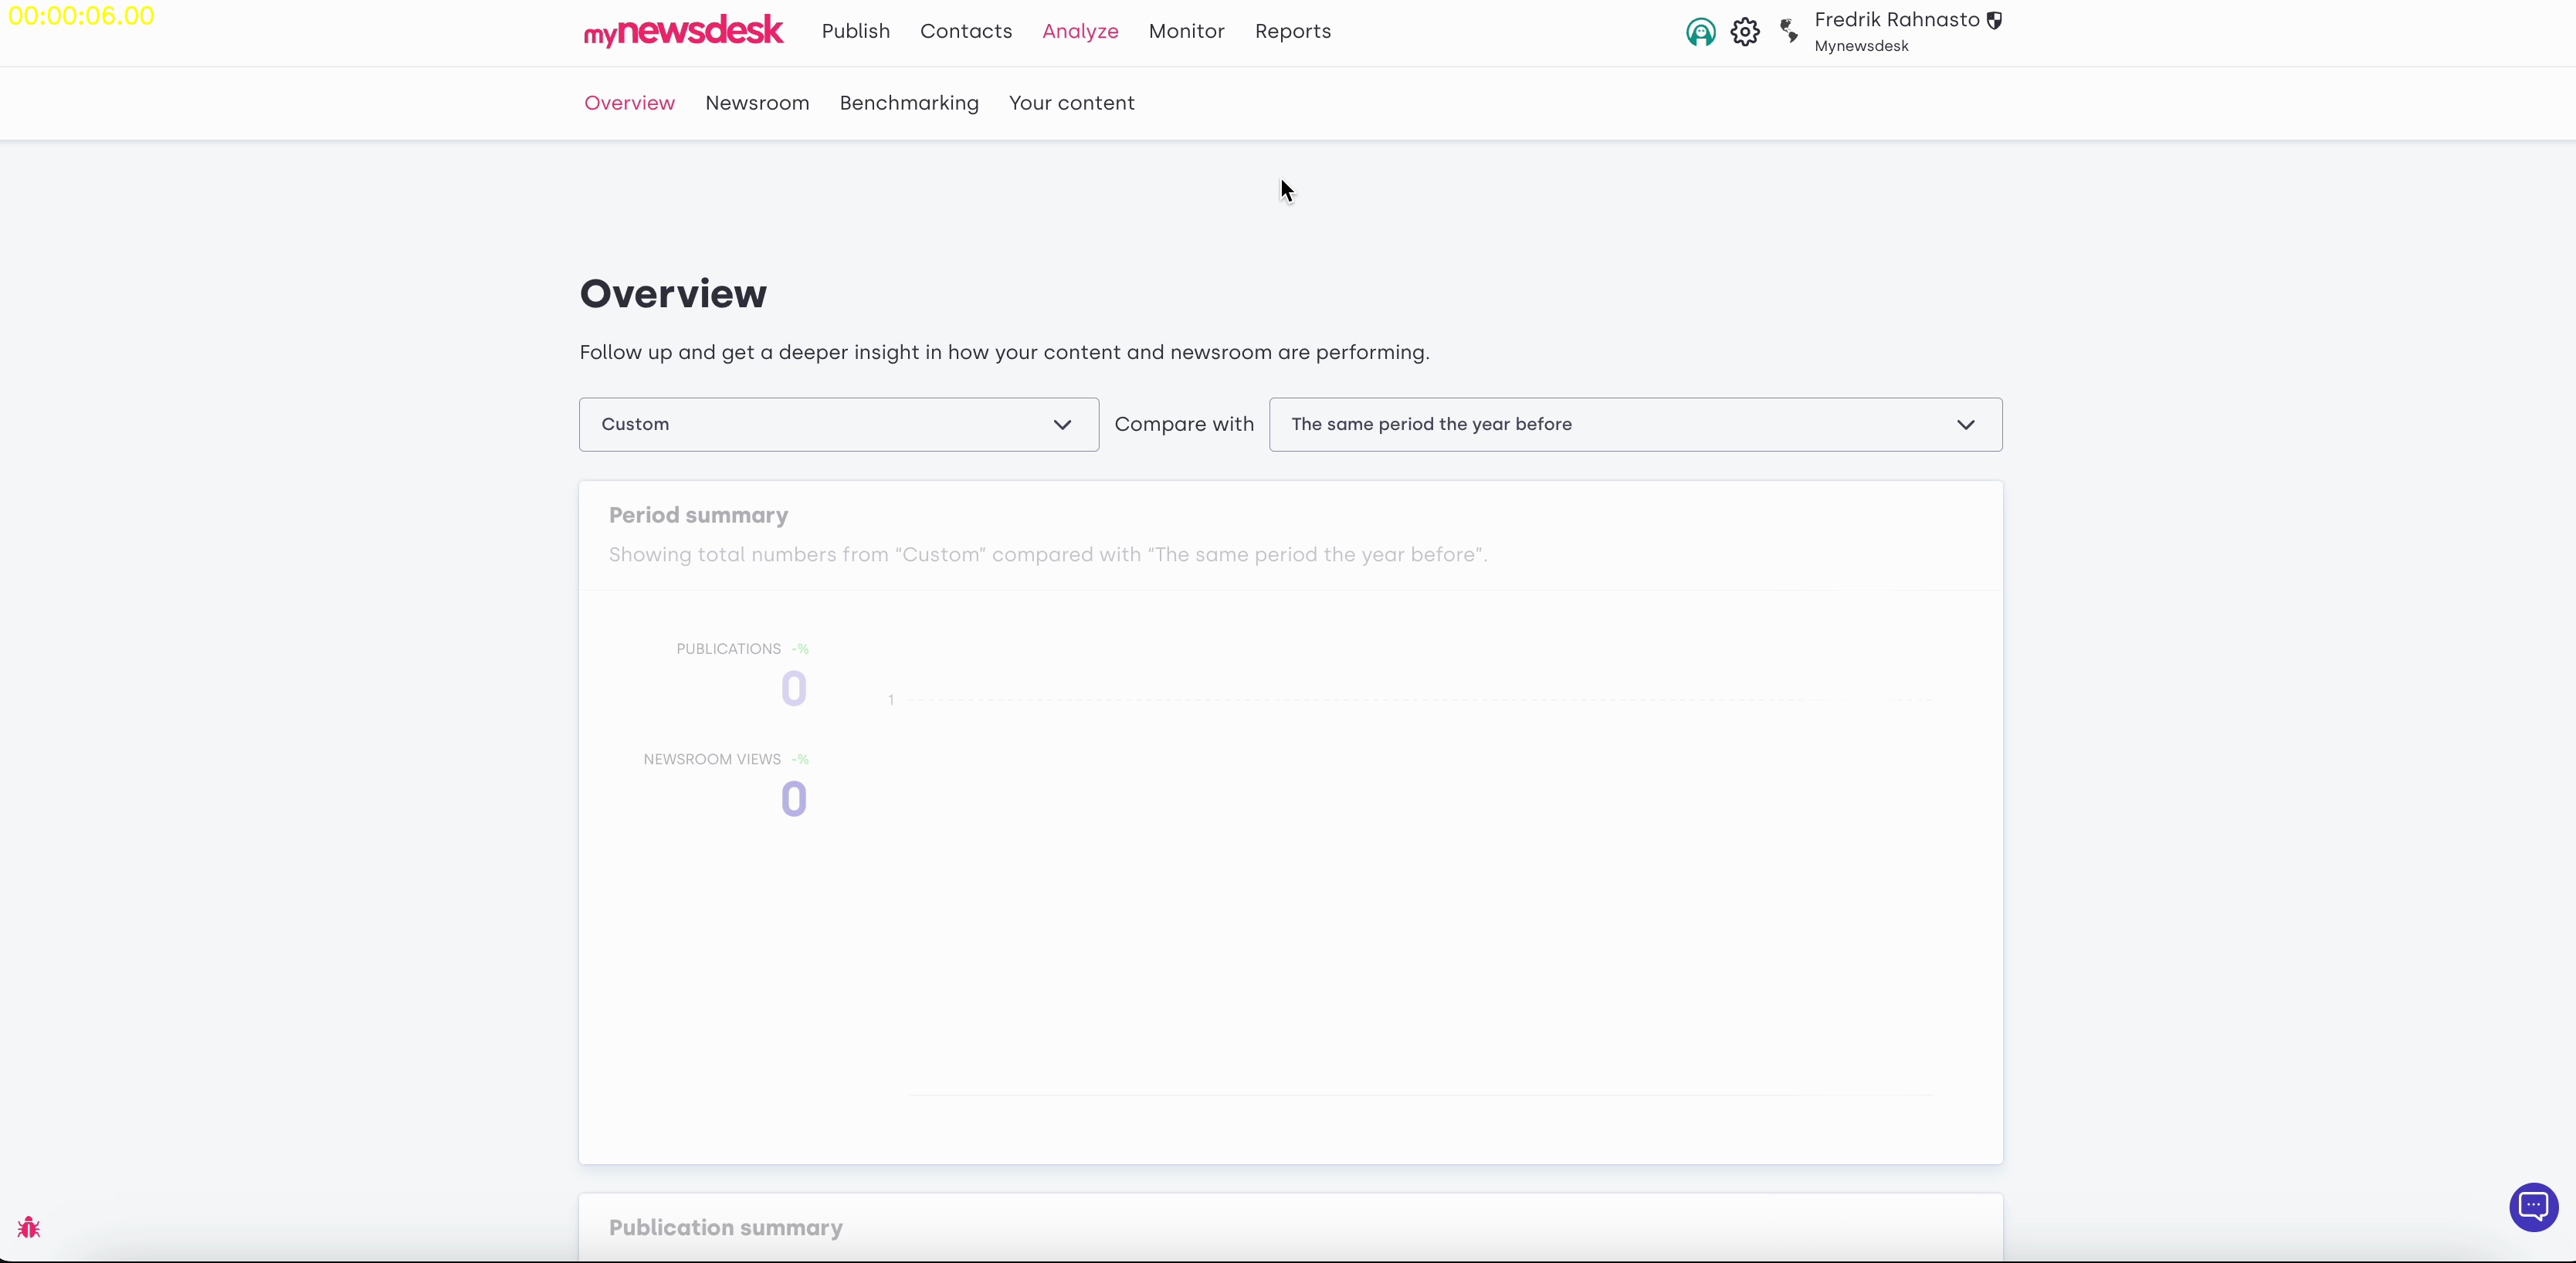 00:00:06.00
mynewsdesk
Publish Contacts Analyze Monitor Reports
Fredrik Rahnasto
Mynewsdesk
Overview Newsroom Benchmarking Your content
Overview
Follow up and get a deeper insight in how your content and newsroom are performing.
Custom Compare with The same period the year before
Period summary
Showing total numbers from “Custom” compared with “The same period the year before”.
PUBLICATIONS -%
0
1
NEWSROOM VIEWS -%
0
Publication summary